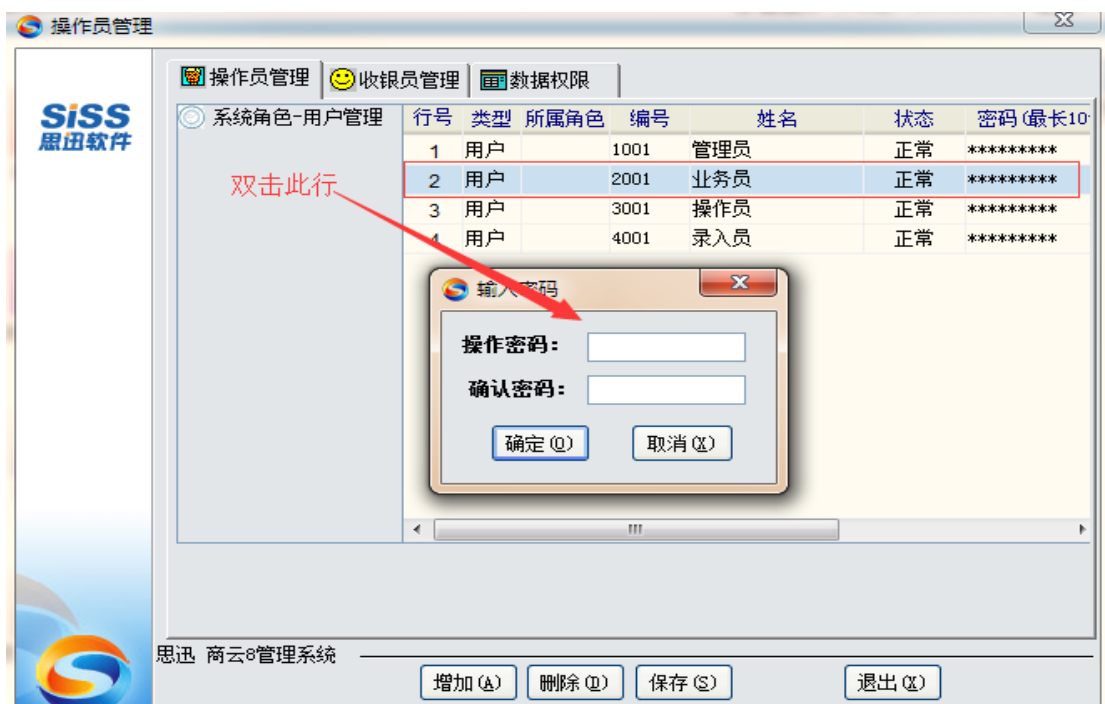 操作员管理
操作员管理 收银员管理 数据权限
SiSS
思迅软件
系统角色-用户管理
行号 类型 所属角色 编号 姓名 状态 密码(最长10
1 用户 1001 管理员 正常 *********
2 用户 2001 业务员 正常 *********
3 用户 3001 操作员 正常 *********
4 用户 4001 录入员 正常 *********
双击此行
输入密码
操作密码:
确认密码:
确定(O) 取消(X)
思迅 商云8管理系统
增加(A) 删除(D) 保存(S) 退出(X)